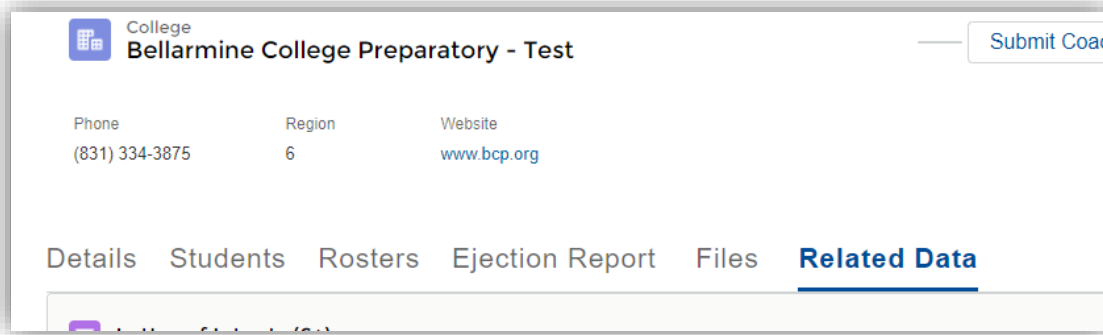 College
Bellarmine College Preparatory - Test
Submit
Phone Region Website
(831) 334-3875 6 www.bcp.org
Details Students Rosters Ejection Report Files Related Data